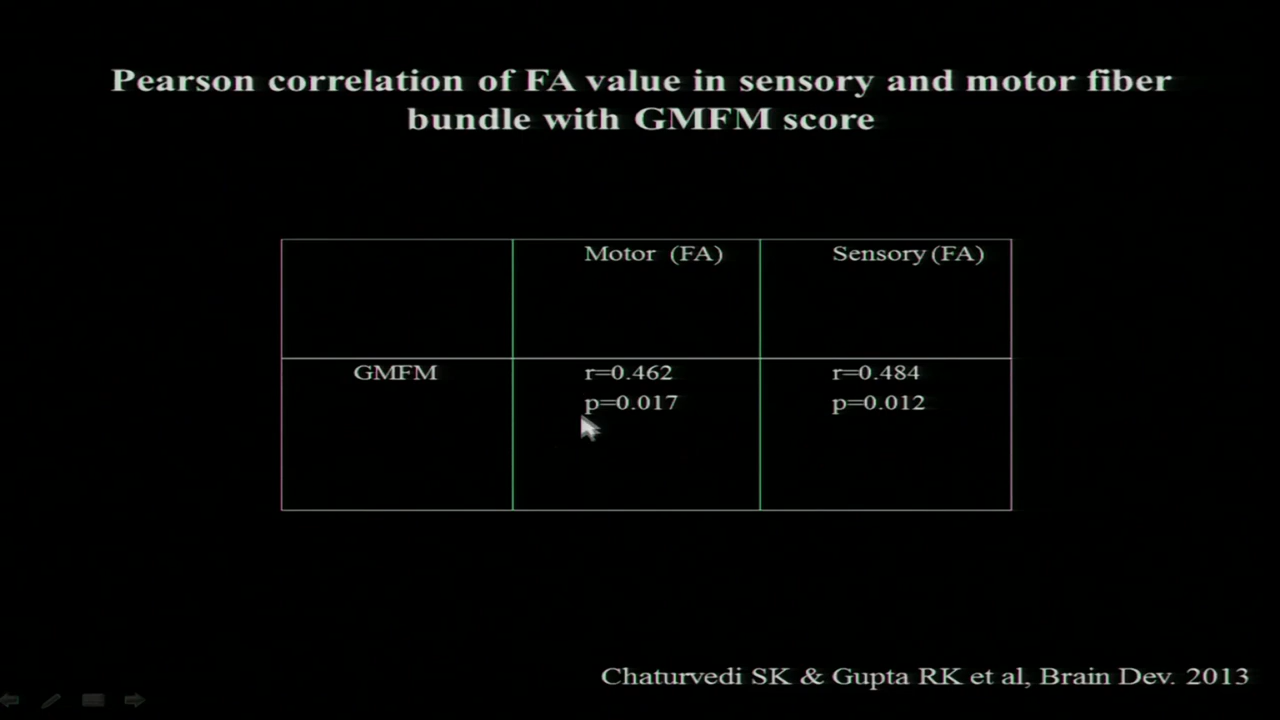 Pearson correlation of FA value in sensory and motor fiber
bundle with GMFM score
Motor (FA)
Sensory (FA)
GMFM
r=0.462
p=0.017
r=0.484
p=0.012
Chaturvedi SK & Gupta RK et al, Brain Dev. 2013